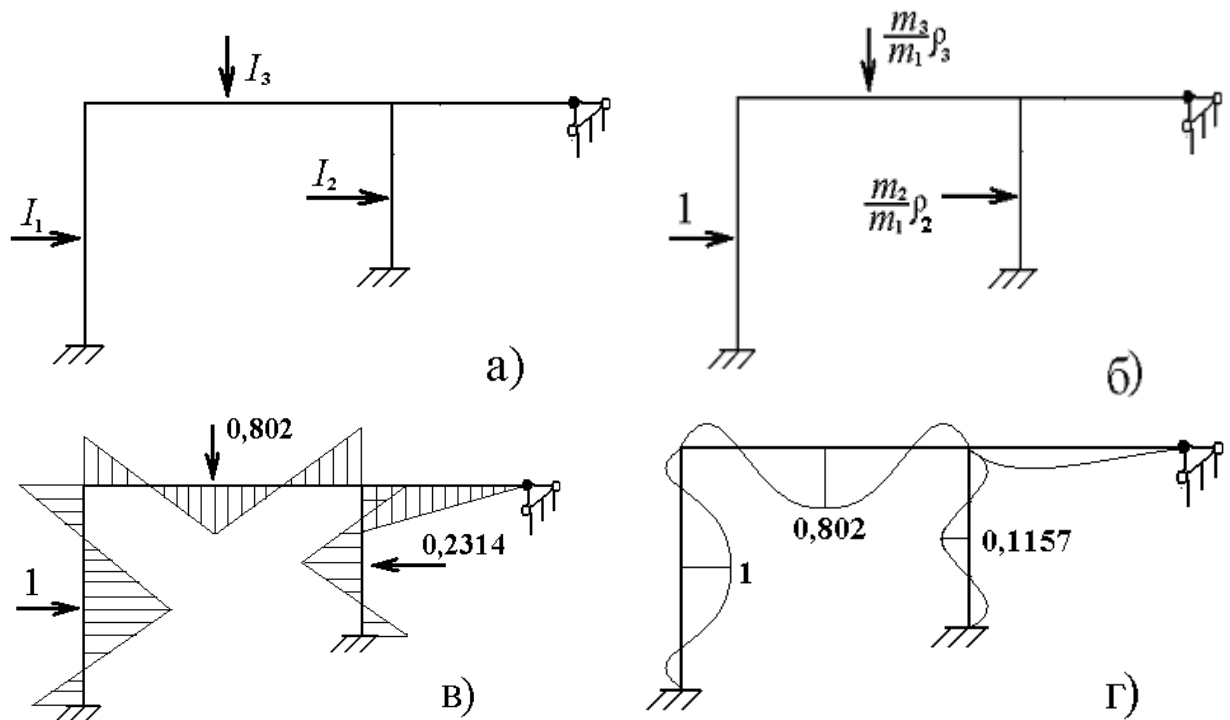 I₃
I₂
I₁
а)
m₃/m₁ ρ₃
m₂/m₁ ρ₂
1
б)
0,802
1
0,2314
в)
0,802
1
0,1157
г)